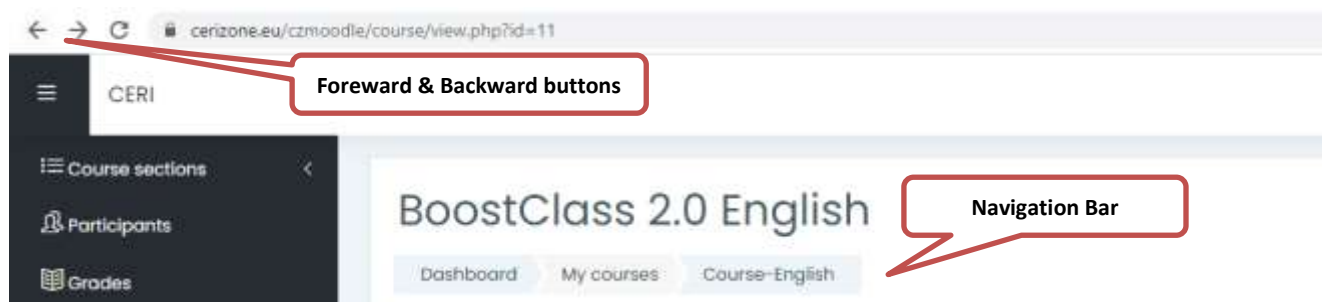 cerizone.eu/czmoodle/course/view.php?id=11
Foreward & Backward buttons
CERI
Course sections
Participants
Grades
BoostClass 2.0 English
Navigation Bar
Dashboard My courses Course-English